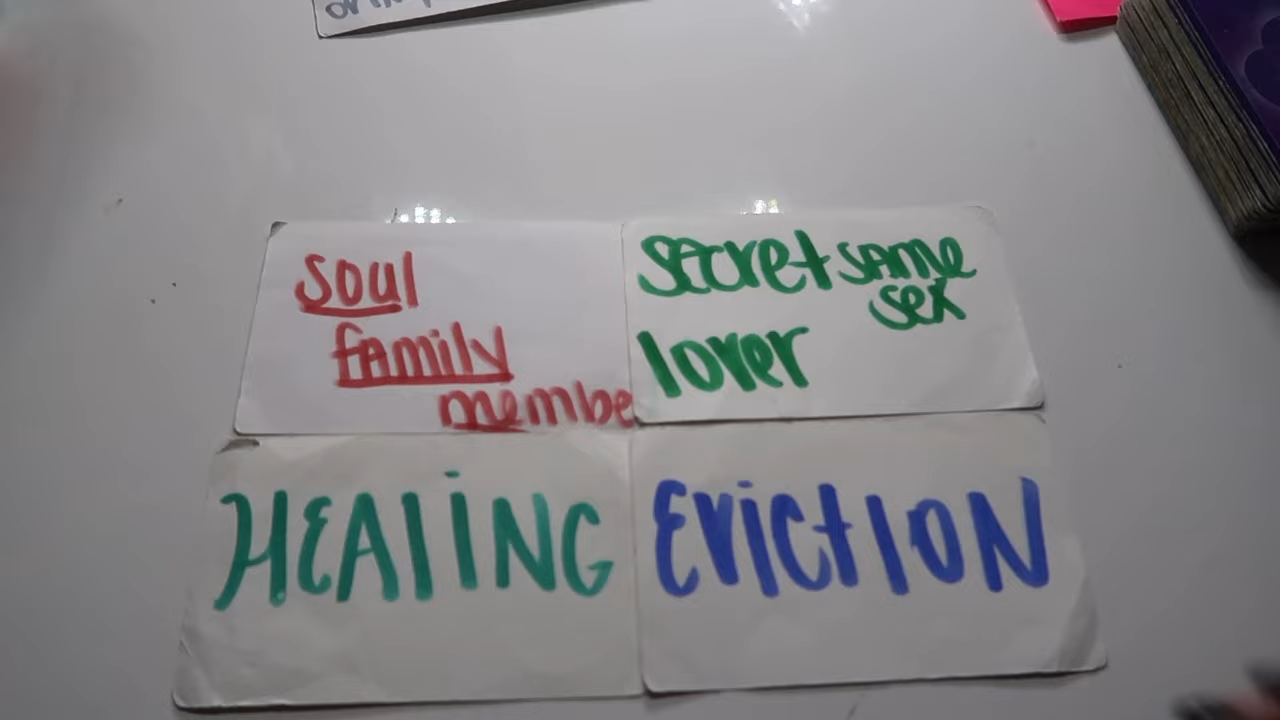 soul
family
membe
Secret same
sex
lover
HEAliNG
EvictioN